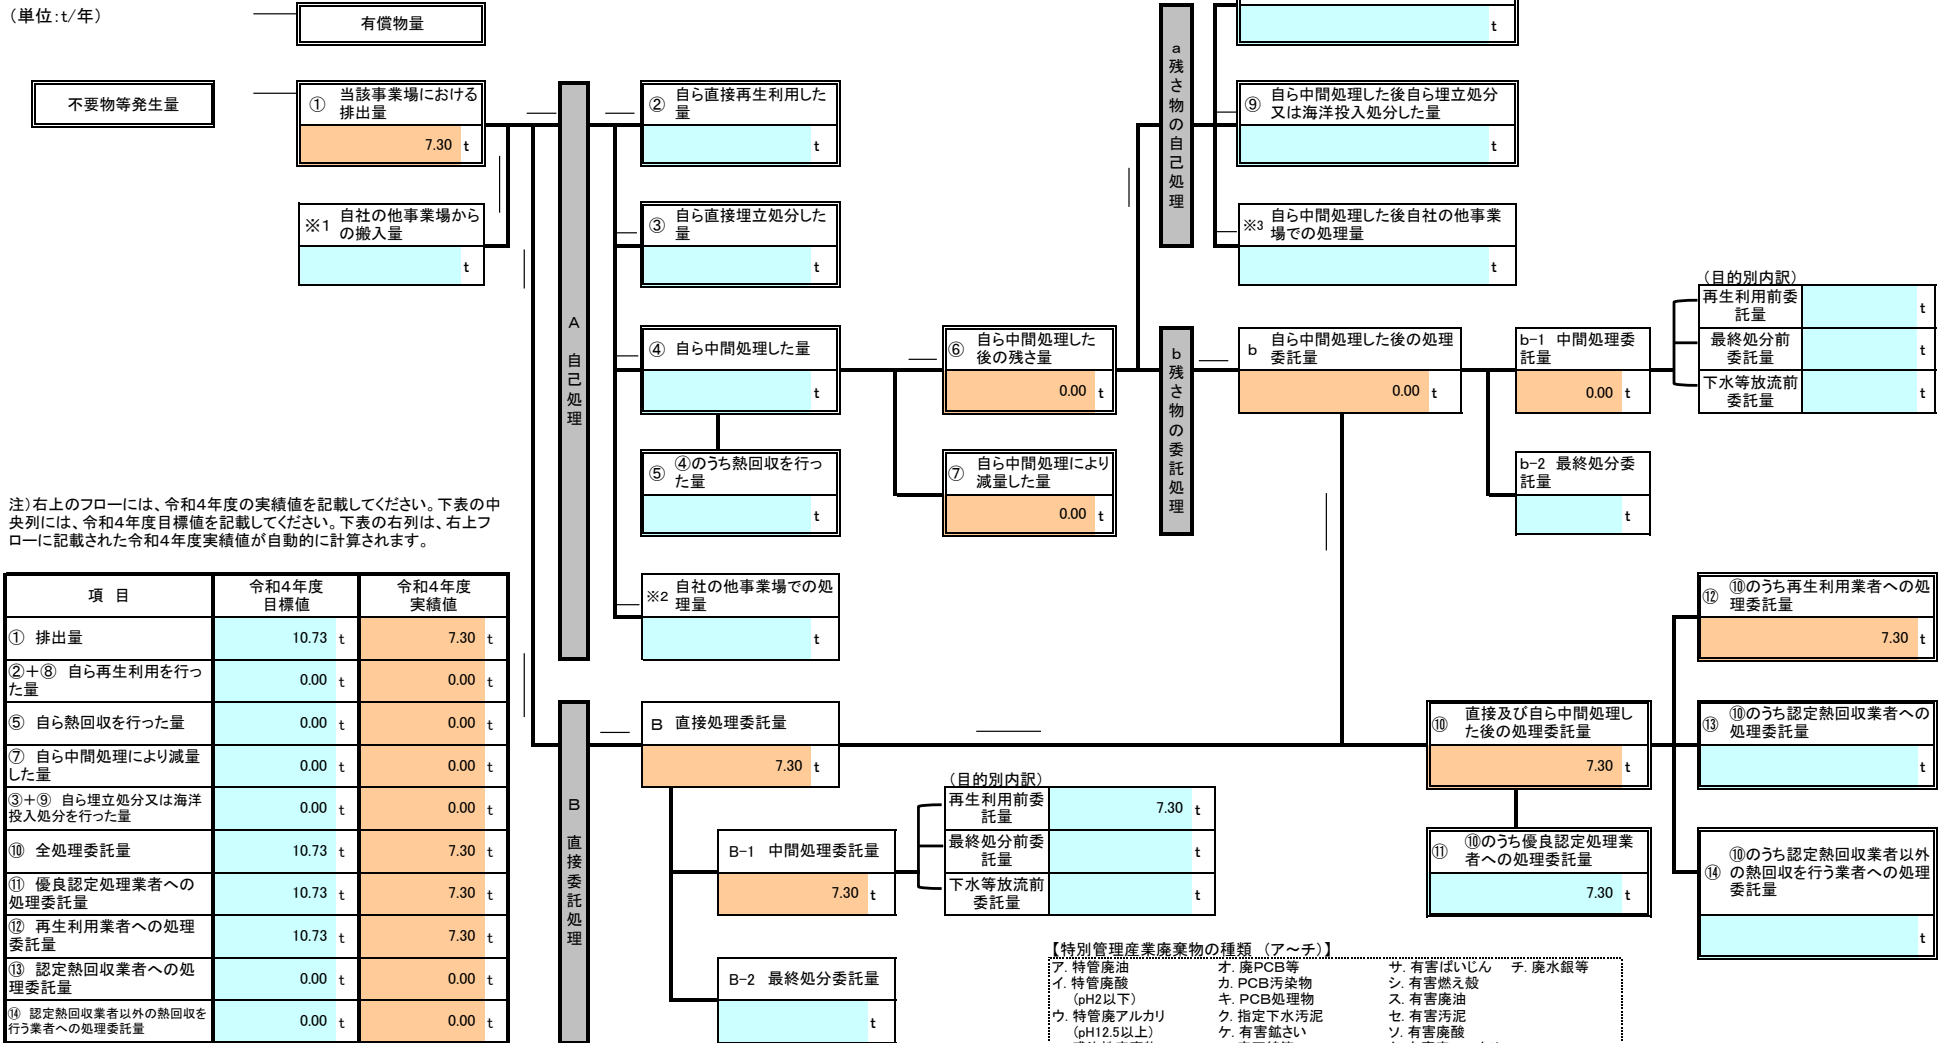 (単位:t/年)
有償物量
t
不要物等発生量
① 当該事業場における
排出量
7.30 t
※1 自社の他事業場から
の搬入量
t
A 自己処理
② 自ら直接再生利用した
量
t
③ 自ら直接埋立処分した
量
t
④ 自ら中間処理した量
t
⑤ ④のうち熱回収を行っ
た量
t
※2 自社の他事業場での処
理量
t
⑥ 自ら中間処理した
後の残さ量
0.00 t
⑦ 自ら中間処理により
減量した量
0.00 t
a残さ物の自己処理
⑨ 自ら中間処理した後自ら埋立処分
又は海洋投入処分した量
t
※3 自ら中間処理した後自社の他事業
場での処理量
t
b残さ物の委託処理
b 自ら中間処理した後の処理
委託量
0.00 t
b-1 中間処理委
託量
0.00 t
b-2 最終処分委
託量
t
(目的別内訳)
再生利用前委
託量
t
最終処分前
委託量
t
下水等放流前
委託量
t
注)右上のフローには、令和4年度の実績値を記載してください。下表の中
央列には、令和4年度目標値を記載してください。下表の右列は、右上フ
ローに記載された令和4年度実績値が自動的に計算されます。
項 目 令和4年度
目標値 令和4年度
実績値
① 排出量 10.73 t 7.30 t
②+⑧ 自ら再生利用を行っ
た量 0.00 t 0.00 t
⑤ 自ら熱回収を行った量 0.00 t 0.00 t
⑦ 自ら中間処理により減量
した量 0.00 t 0.00 t
③+⑨ 自ら埋立処分又は海洋
投入処分を行った量 0.00 t 0.00 t
⑩ 全処理委託量 10.73 t 7.30 t
⑪ 優良認定処理業者への
処理委託量 10.73 t 7.30 t
⑫ 再生利用業者への処理
委託量 10.73 t 7.30 t
⑬ 認定熱回収業者への処
理委託量 0.00 t 0.00 t
⑭ 認定熱回収業者以外の熱回収を
行う業者への処理委託量 0.00 t 0.00 t
B 直接委託処理
B 直接処理委託量
7.30 t
B-1 中間処理委託量
7.30 t
B-2 最終処分委託量
t
(目的別内訳)
再生利用前委
託量
7.30 t
最終処分前委
託量
t
下水等放流前
委託量
t
⑩ 直接及び自ら中間処理し
た後の処理委託量
7.30 t
⑪ ⑩のうち優良認定処理業
者への処理委託量
7.30 t
⑫ ⑩のうち再生利用業者への処
理委託量
7.30 t
⑬ ⑩のうち認定熱回収業者への
処理委託量
t
⑭ ⑩のうち認定熱回収業者以外
の熱回収を行う業者への処理
委託量
t
【特別管理産業廃棄物の種類 (ア~チ)】
ア. 特管廃油 オ. 廃PCB等 サ. 有害ばいじん チ. 廃水銀等
イ. 特管廃酸 カ. PCB汚染物 シ. 有害燃え殻
(pH2以下) キ. PCB処理物 ス. 有害廃油
ウ. 特管廃アルカリ ク. 指定下水汚泥 セ. 有害汚泥
(pH12.5以上) ケ. 有害鉱さい ソ. 有害廃酸